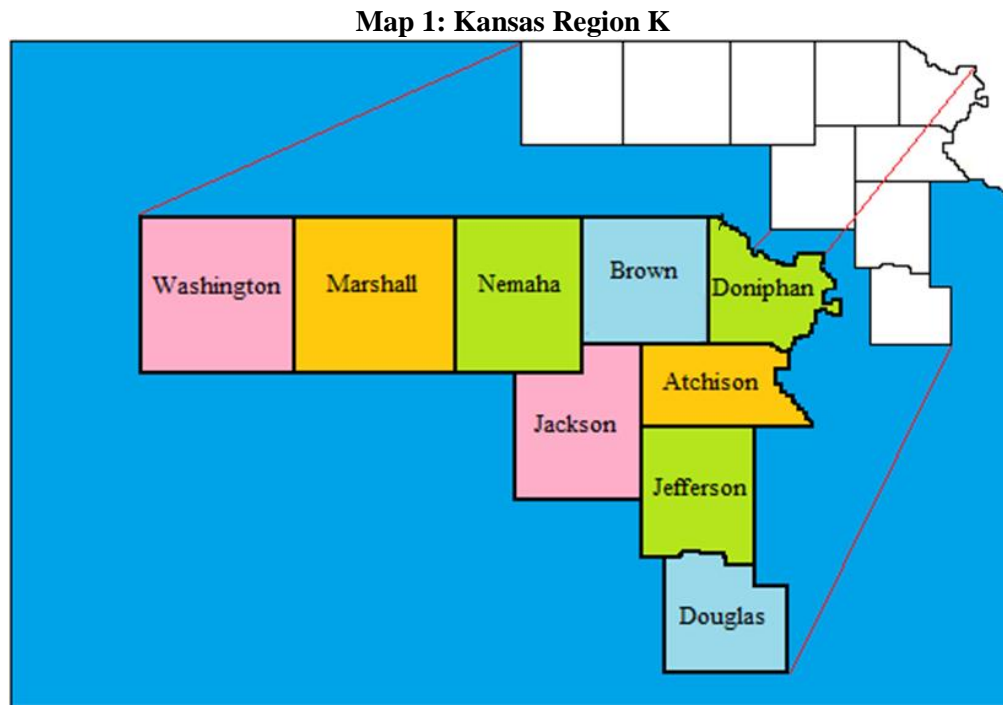 Map 1: Kansas Region K
Washington
Marshall
Nemaha
Brown
Doniphan
Jackson
Atchison
Jefferson
Douglas